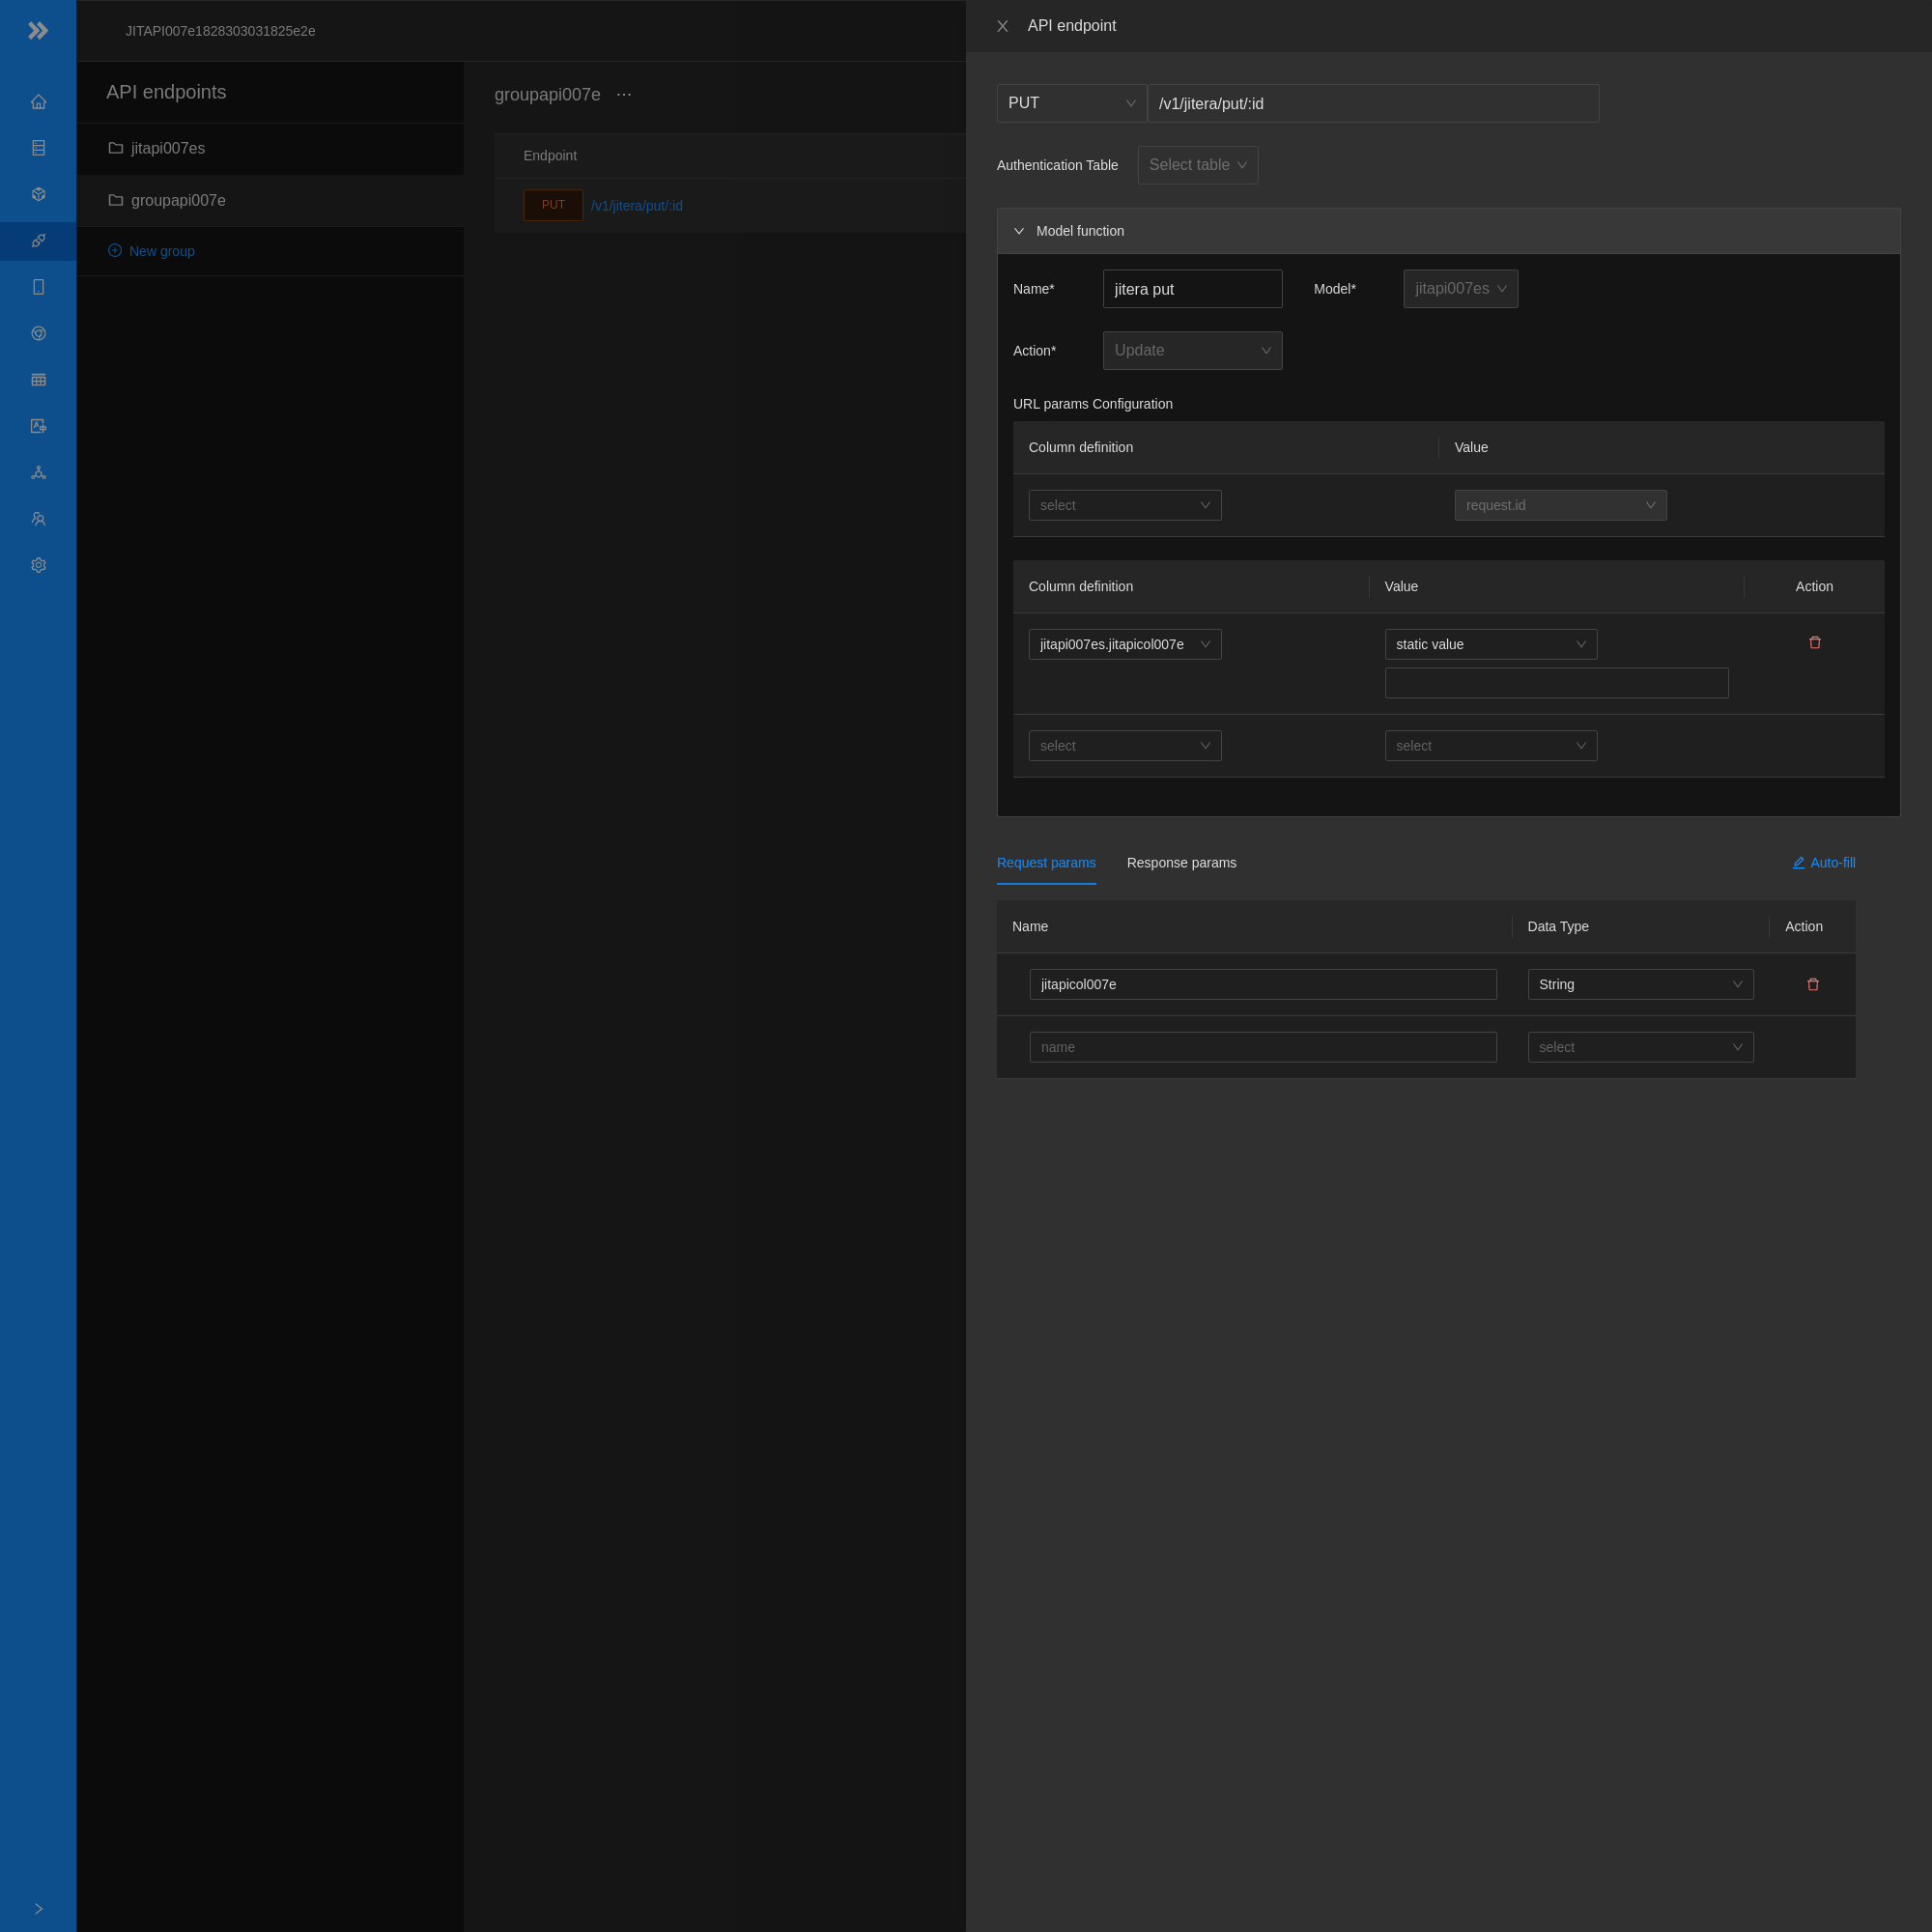 JITAPI007e1828303031825e2e
API endpoints
jitapi007es
groupapi007e
New group
groupapi007e ···
Endpoint
PUT /v1/jitera/put/:id
API endpoint
PUT /v1/jitera/put/:id
Authentication Table Select table
Model function
Name* jitera put Model* jitapi007es
Action* Update
URL params Configuration
Column definition Value
select request.id
Column definition Value Action
jitapi007es.jitapicol007e static value
select select
Request params Response params Auto-fill
Name Data Type Action
jitapicol007e String
name select